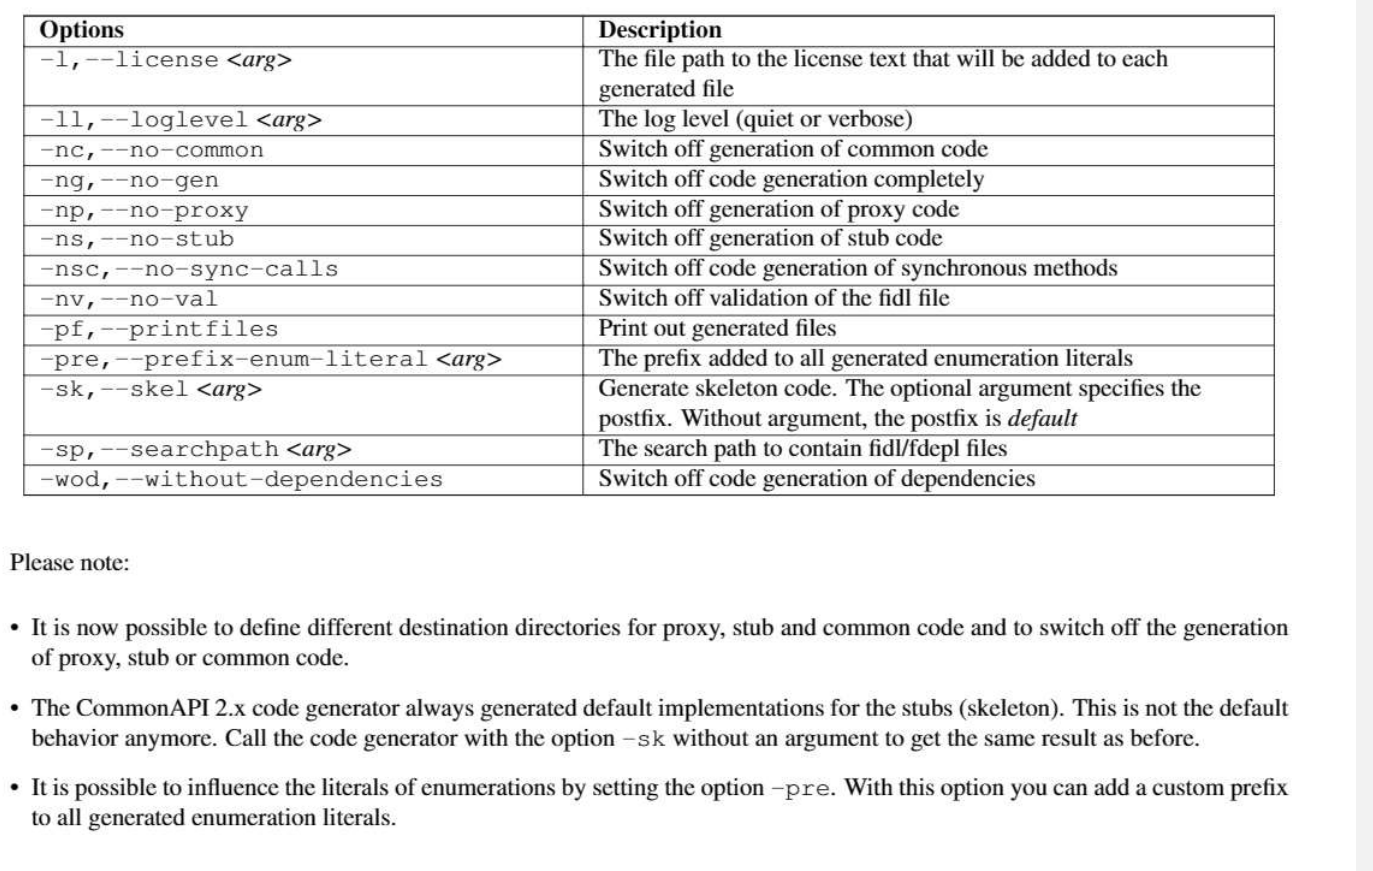 Options Description
-l,--license <arg> The file path to the license text that will be added to each
generated file
-ll,--loglevel <arg> The log level (quiet or verbose)
-nc,--no-common Switch off generation of common code
-ng,--no-gen Switch off code generation completely
-np,--no-proxy Switch off generation of proxy code
-ns,--no-stub Switch off generation of stub code
-nsc,--no-sync-calls Switch off code generation of synchronous methods
-nv,--no-val Switch off validation of the fidl file
-pf,--printfiles Print out generated files
-pre,--prefix-enum-literal <arg> The prefix added to all generated enumeration literals
-sk,--skel <arg> Generate skeleton code. The optional argument specifies the
postfix. Without argument, the postfix is default
-sp,--searchpath <arg> The search path to contain fidl/fdepl files
-wod,--without-dependencies Switch off code generation of dependencies
Please note:
• It is now possible to define different destination directories for proxy, stub and common code and to switch off the generation
of proxy, stub or common code.
• The CommonAPI 2.x code generator always generated default implementations for the stubs (skeleton). This is not the default
behavior anymore. Call the code generator with the option -sk without an argument to get the same result as before.
• It is possible to influence the literals of enumerations by setting the option -pre. With this option you can add a custom prefix
to all generated enumeration literals.